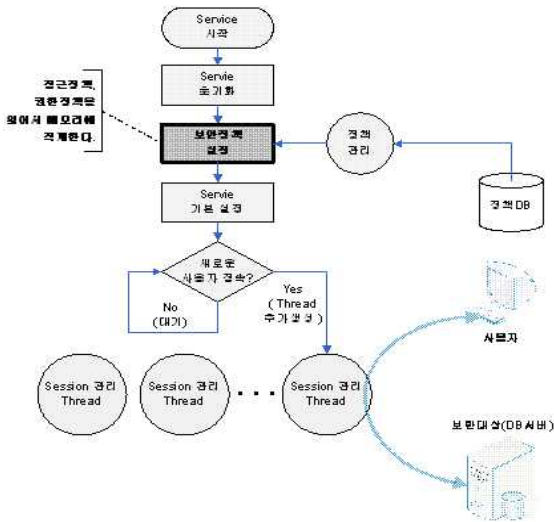 Service
시작
Servie
초기화
접근정책,
권한정책을
읽어서 메모리에
적재한다.
보안정책
설정
정책
관리
정책DB
Servie
기본 설정
새로운
사용자 접속?
No
(대기)
Yes
(Thread
추가생성)
사용자
Session 관리
Thread
Session 관리
Thread
...
Session 관리
Thread
보안대상(DB서버)